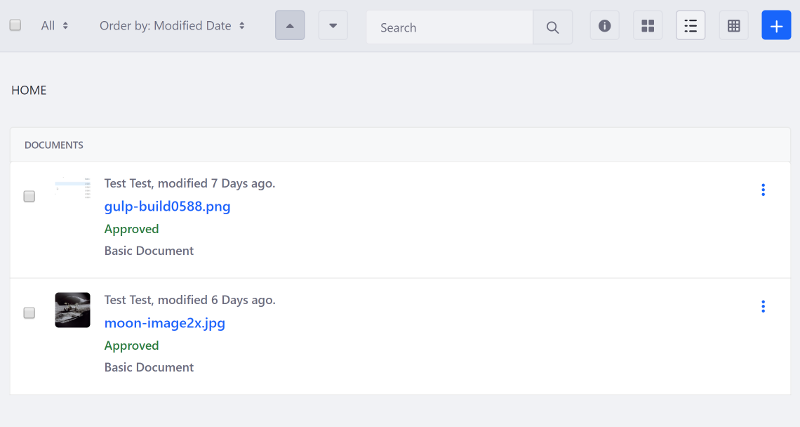 All
Order by: Modified Date
Search
HOME
DOCUMENTS
Test Test, modified 7 Days ago.
gulp-build0588.png
Approved
Basic Document
Test Test, modified 6 Days ago.
moon-image2x.jpg
Approved
Basic Document